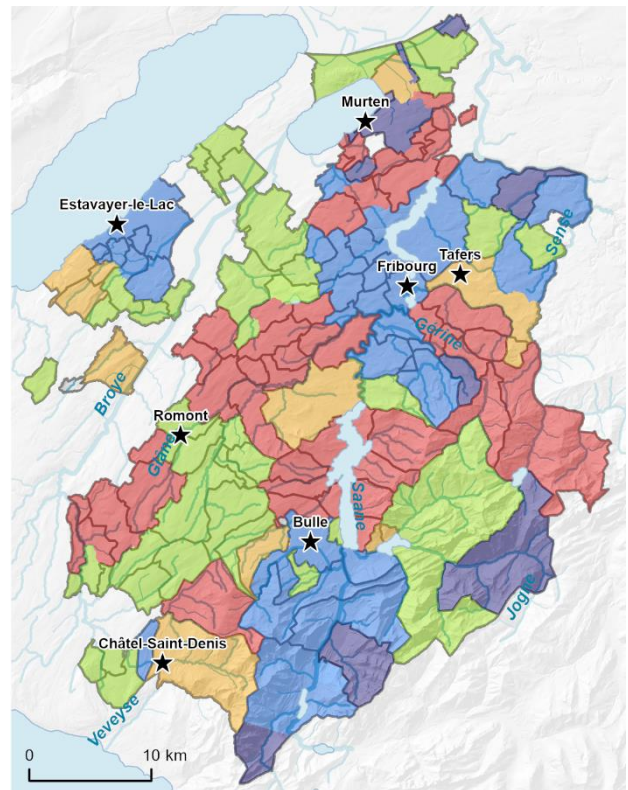 Murten
Estavayer-le-Lac
Sense
Tafers
Fribourg
Gérine
Broye
Romont
Glâne
Saane
Bulle
Jogne
Châtel-Saint-Denis
Veveyse
0 10 km